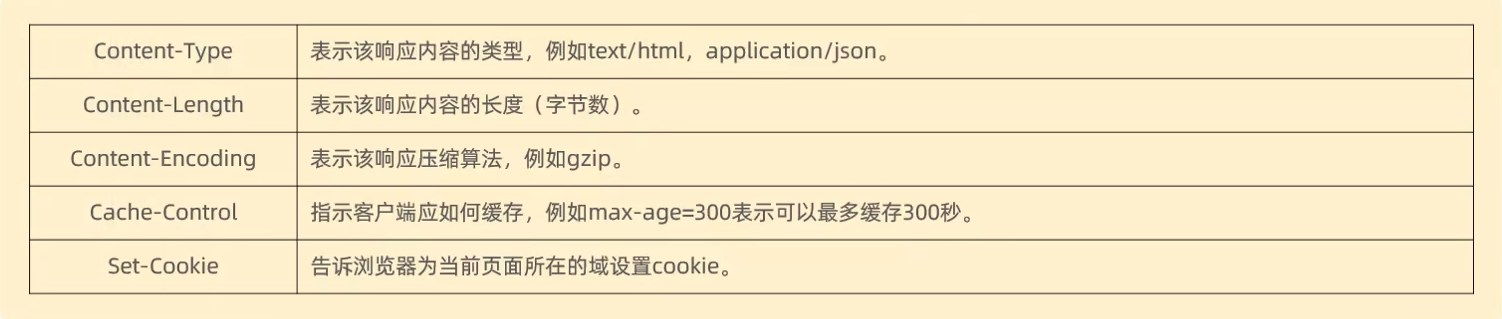 Content-Type 表示该响应内容的类型，例如text/html，application/json。
Content-Length 表示该响应内容的长度（字节数）。
Content-Encoding 表示该响应压缩算法，例如gzip。
Cache-Control 指示客户端应如何缓存，例如max-age=300表示可以最多缓存300秒。
Set-Cookie 告诉浏览器为当前页面所在的域设置cookie。